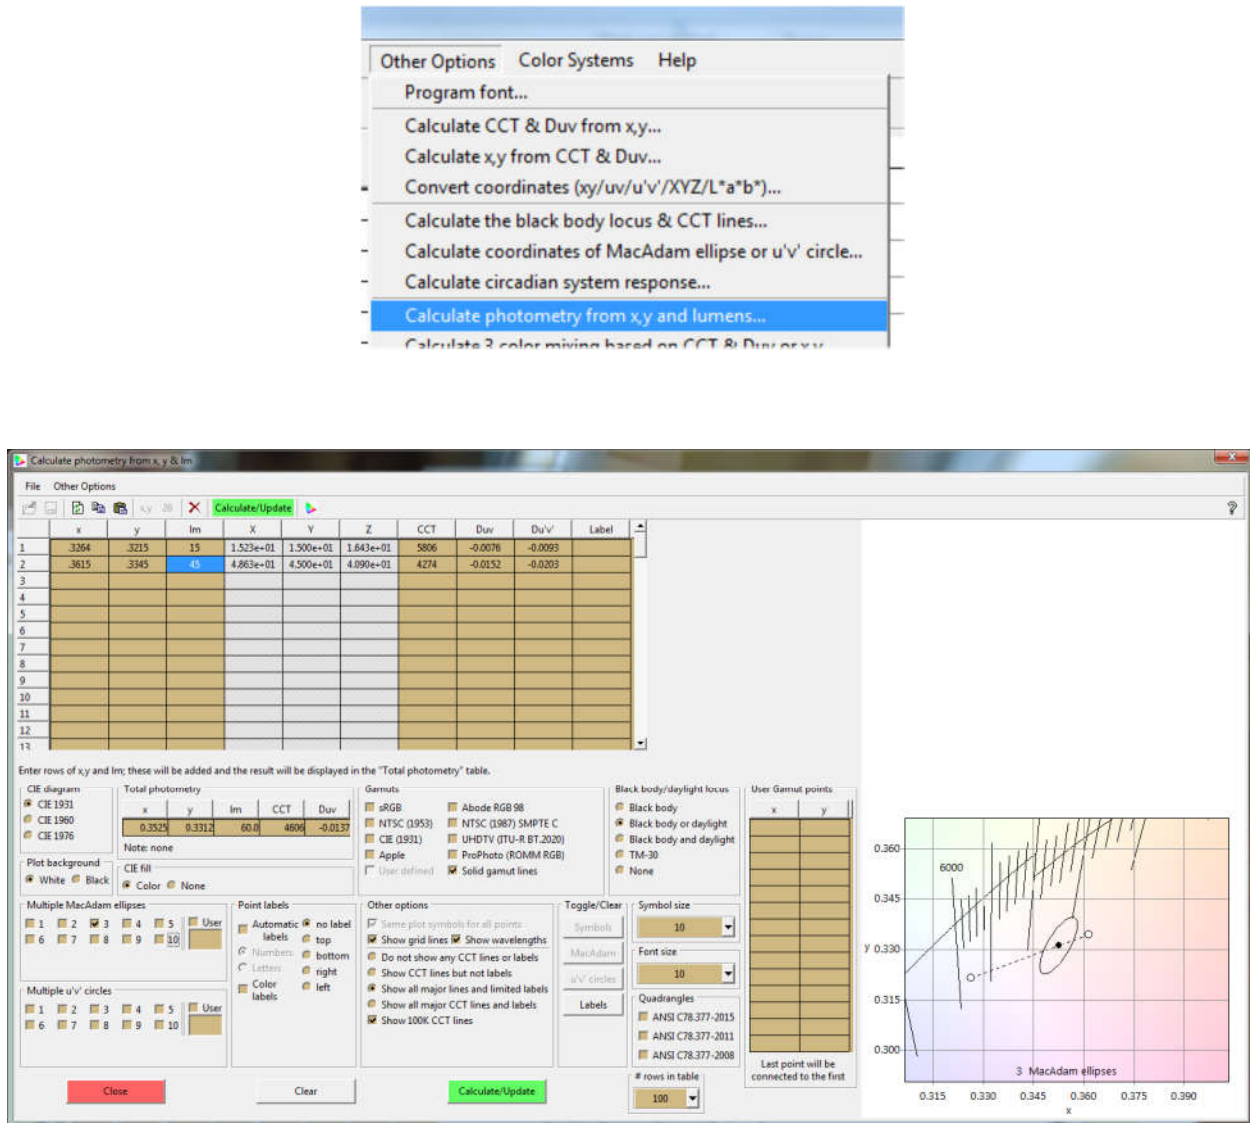 Other Options Color Systems Help
Program font...
Calculate CCT & Duv from x,y...
Calculate x,y from CCT & Duv...
Convert coordinates (xy/uv/u'v'/XYZ/L*a*b*)...
Calculate the black body locus & CCT lines...
Calculate coordinates of MacAdam ellipse or u'v' circle...
Calculate circadian system response...
Calculate photometry from x,y and lumens...
Calculate 3 color mixing based on CCT & Duv or x,y
Calculate photometry from x, y & lm
File Other Options
x,y 20 Calculate/Update ?
x y lm X Y Z CCT Duv Du'v' Label
1 .3264 .3215 15 1.523e+01 1.500e+01 1.643e+01 5806 -0.0076 -0.0093
2 .3615 .3345 45 4.863e+01 4.500e+01 4.090e+01 4274 -0.0152 -0.0203
3
4
5
6
7
8
9
10
11
12
13
Enter rows of x,y and lm; these will be added and the result will be displayed in the "Total photometry" table.
CIE diagram
CIE 1931
CIE 1960
CIE 1976
Total photometry
x y lm CCT Duv
0.3525 0.3312 60.0 4606 -0.0137
Note: none
Plot background
White Black
CIE fill
Color None
Gamuts
sRGB Abode RGB 98
NTSC (1953) NTSC (1987) SMPTE C
CIE (1931) UHDTV (ITU-R BT.2020)
Apple ProPhoto (ROMM RGB)
User defined Solid gamut lines
Black body/daylight locus
Black body
Black body or daylight
Black body and daylight
TM-30
None
User Gamut points
x y
Last point will be
connected to the first
Multiple MacAdam ellipses
1 2 3 4 5 User
6 7 8 9 10
Multiple u'v' circles
1 2 3 4 5 User
6 7 8 9 10
Point labels
Automatic labels
Numbers
Letters
Color labels
no label
top
bottom
right
left
Other options
Same plot symbols for all points
Show grid lines Show wavelengths
Do not show any CCT lines or labels
Show CCT lines but not labels
Show all major lines and limited labels
Show all major CCT lines and labels
Show 100K CCT lines
Toggle/Clear
Symbols
MacAdam
u'v' circles
Labels
Symbol size
10
Font size
10
Quadrangles
ANSI C78.377-2015
ANSI C78.377-2011
ANSI C78.377-2008
# rows in table
100
Close Clear Calculate/Update
0.360
0.345
y 0.330
0.315
0.300
6000
3 MacAdam ellipses
0.315 0.330 0.345 0.360 0.375 0.390
x